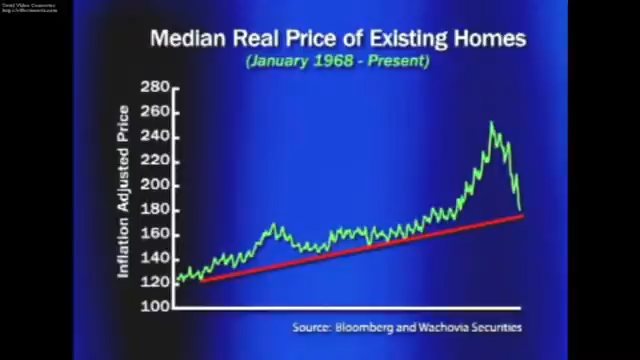 Median Real Price of Existing Homes
(January 1968 - Present)
Inflation Adjusted Price
280
260
240
220
200
180
160
140
120
100
Source: Bloomberg and Wachovia Securities